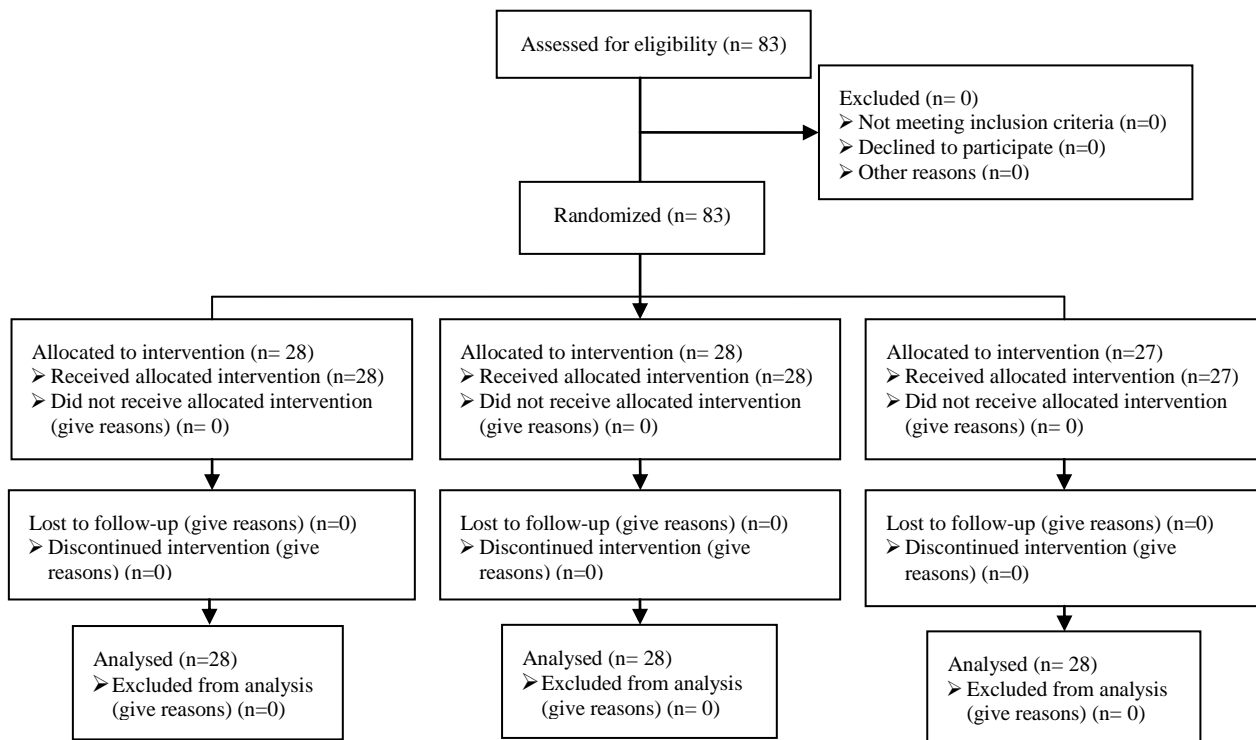 Assessed for eligibility (n= 83)
Excluded (n= 0)
➢ Not meeting inclusion criteria (n=0)
➢ Declined to participate (n=0)
➢ Other reasons (n=0)
Randomized (n= 83)
Allocated to intervention (n= 28)
➢ Received allocated intervention (n=28)
➢ Did not receive allocated intervention
(give reasons) (n= 0)
Allocated to intervention (n= 28)
➢ Received allocated intervention (n=28)
➢ Did not receive allocated intervention
(give reasons) (n= 0)
Allocated to intervention (n=27)
➢ Received allocated intervention (n=27)
➢ Did not receive allocated intervention
(give reasons) (n= 0)
Lost to follow-up (give reasons) (n=0)
➢ Discontinued intervention (give
reasons) (n=0)
Lost to follow-up (give reasons) (n=0)
➢ Discontinued intervention (give
reasons) (n=0)
Lost to follow-up (give reasons) (n=0)
➢ Discontinued intervention (give
reasons) (n=0)
Analysed (n=28)
➢ Excluded from analysis
(give reasons) (n=0)
Analysed (n= 28)
➢ Excluded from analysis
(give reasons) (n= 0)
Analysed (n= 28)
➢ Excluded from analysis
(give reasons) (n= 0)